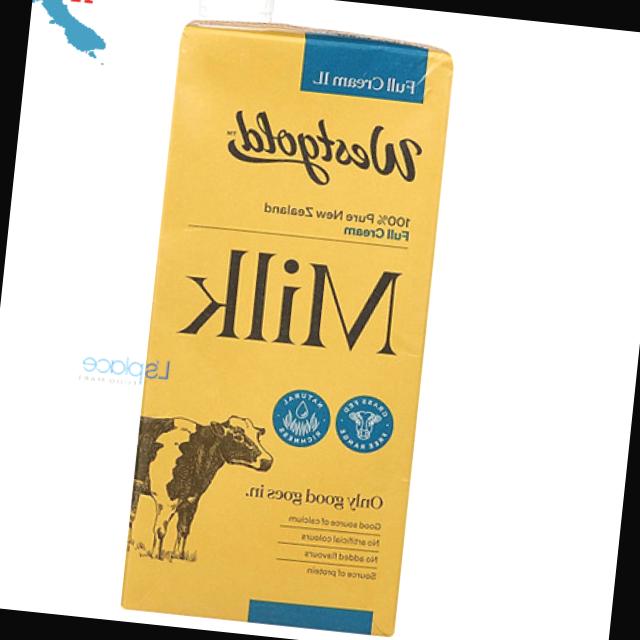 Full Cream 1L
Westgold™
100% Pure New Zealand
Full Cream
Milk
GRASS FED
FREE RANGE
NATURAL
RICHNESS
L'splace
Only good goes in.
Good source of calcium
No artificial colours
No added flavours
Source of protein